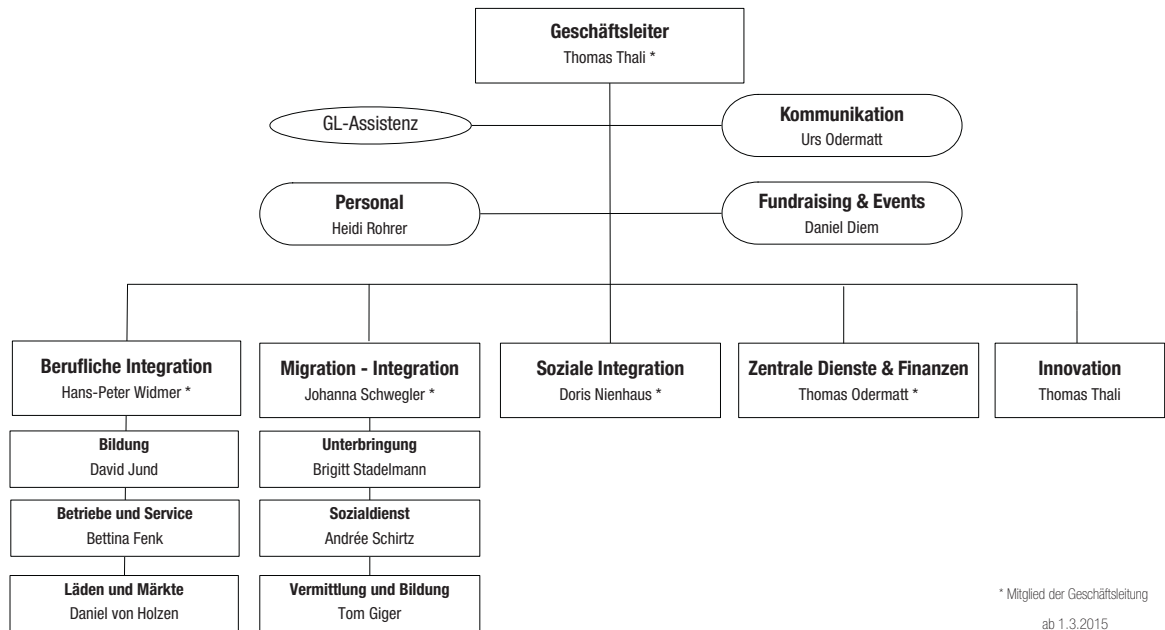 Geschäftsleiter
Thomas Thali *
GL-Assistenz
Kommunikation
Urs Odermatt
Personal
Heidi Rohrer
Fundraising & Events
Daniel Diem
Berufliche Integration
Hans-Peter Widmer *
Migration - Integration
Johanna Schwegler *
Soziale Integration
Doris Nienhaus *
Zentrale Dienste & Finanzen
Thomas Odermatt *
Innovation
Thomas Thali
Bildung
David Jund
Unterbringung
Brigitt Stadelmann
Betriebe und Service
Bettina Fenk
Sozialdienst
Andrée Schirtz
Läden und Märkte
Daniel von Holzen
Vermittlung und Bildung
Tom Giger
* Mitglied der Geschäftsleitung
ab 1.3.2015